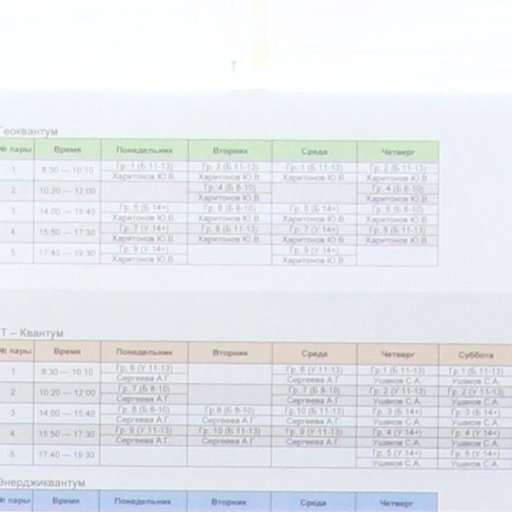 Геоквантум
№ пары Время Понедельник Вторник Среда Четверг
1. 8:30 — 10:10 Гр. 1 (Б 11-13) Гр. 2 (Б 11-13) Гр. 1 (Б 11-13) Гр. 2 (Б 11-13)
Харитонов Ю.В. Харитонов Ю.В. Харитонов Ю.В. Харитонов Ю.В.
2. 10:20 — 12:00 Гр. 4 (Б 8-10) Гр. 4 (Б 8-10)
Харитонов Ю.В. Харитонов Ю.В.
3. 14:00 — 15:40 Гр. 5 (Б 14+) Гр. 6 (Б 8-10) Гр. 5 (Б 14+) Гр. 6 (Б 8-10)
Харитонов Ю.В. Харитонов Ю.В. Харитонов Ю.В. Харитонов Ю.В.
4. 15:50 — 17:30 Гр. 7 (У 14+) Гр. 8 (Б 11-13) Гр. 7 (У 14+) Гр. 8 (Б 11-13)
Харитонов Ю.В. Харитонов Ю.В. Харитонов Ю.В. Харитонов Ю.В.
5. 17:40 — 19:30 Гр. 9 (У 14+) Гр. 9 (У 14+)
Харитонов Ю.В. Харитонов Ю.В.
IT – Квантум
№ пары Время Понедельник Вторник Среда Четверг Суббота
1. 8:30 — 10:10 Гр. 6 (У 11-13) Гр. 6 (У 11-13) Гр.1 (Б 11-13) Гр.1 (Б 11-13)
Сергеева А.Г. Сергеева А.Г. Ушаков С.А. Ушаков С.А.
2. 10:20 — 12:00 Гр. 7 (Б 8-10) Гр. 7 (Б 8-10) Гр. 2 (У 11-13) Гр. 2 (У 11-13)
Сергеева А.Г. Сергеева А.Г. Ушаков С.А. Ушаков С.А.
3. 14:00 — 15:40 Гр. 8 (Б 8-10) Гр.8 (Б 8-10) Гр.10 (Б 11-13) Гр. 3 (Б 14+) Гр. 3 (Б 14+)
Сергеева А.Г. Сергеева А.Г. Сергеева А.Г. Ушаков С.А. Ушаков С.А.
4. 15:50 — 17:30 Гр. 9 (У 11-13) Гр. 10 (Б 11-13) Гр. 9 (У 11-13) Гр. 4 (У 14+) Гр. 4 (У 14+)
Сергеева А.Г. Сергеева А.Г. Сергеева А.Г. Ушаков С.А. Ушаков С.А.
5. 17:40 — 19:30 Гр. 5 (У 14+) Гр. 5 (У 14+)
Ушаков С.А. Ушаков С.А.
Энерджиквантум
№ пары Время Понедельник Вторник Среда Четверг